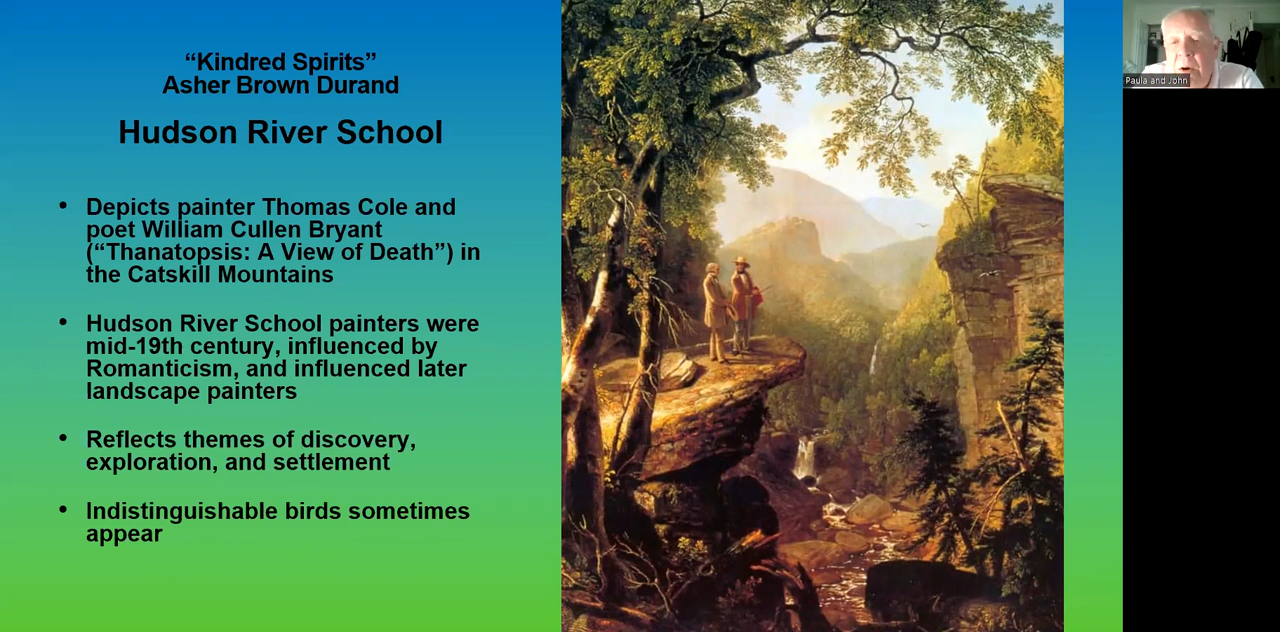 “Kindred Spirits”
Asher Brown Durand
Hudson River School
• Depicts painter Thomas Cole and
poet William Cullen Bryant
(“Thanatopsis: A View of Death”) in
the Catskill Mountains
• Hudson River School painters were
mid-19th century, influenced by
Romanticism, and influenced later
landscape painters
• Reflects themes of discovery,
exploration, and settlement
• Indistinguishable birds sometimes
appear
Paula and John